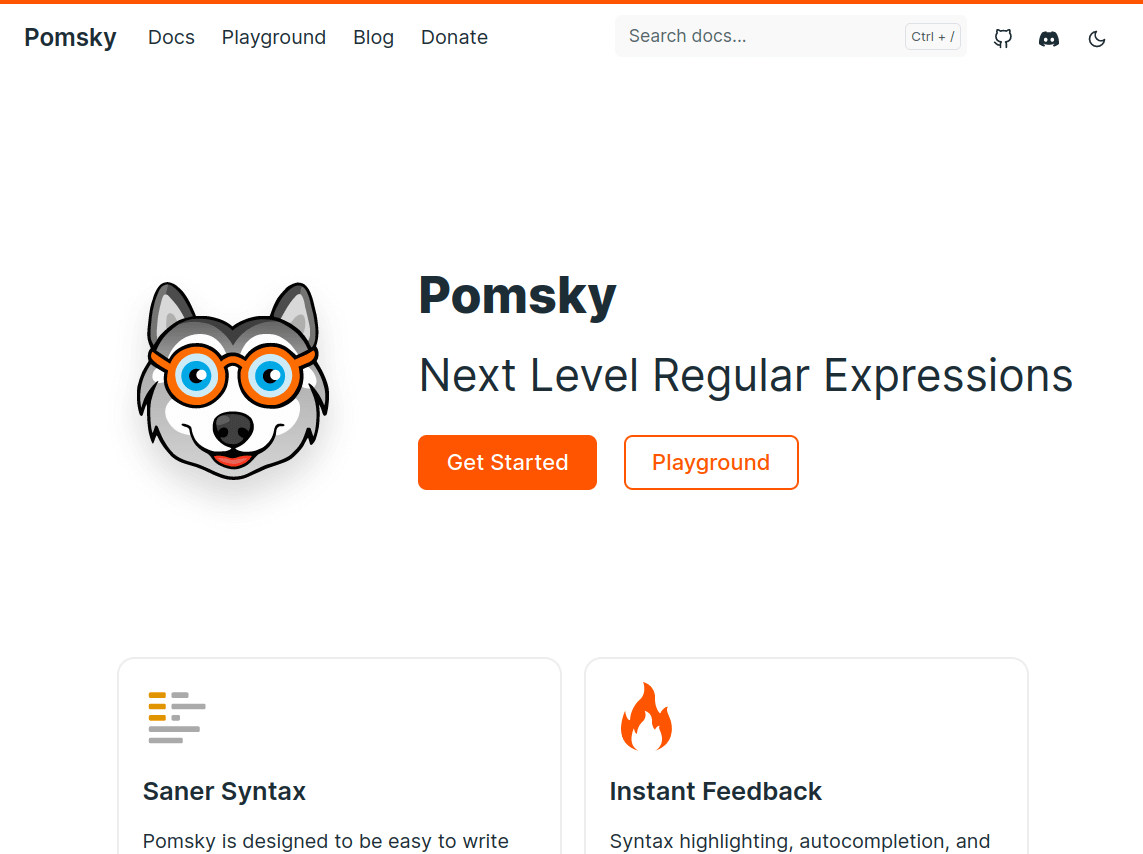 Pomsky Docs Playground Blog Donate Search docs... Ctrl + /
Pomsky
Next Level Regular Expressions
Get Started Playground
Saner Syntax
Pomsky is designed to be easy to write
Instant Feedback
Syntax highlighting, autocompletion, and